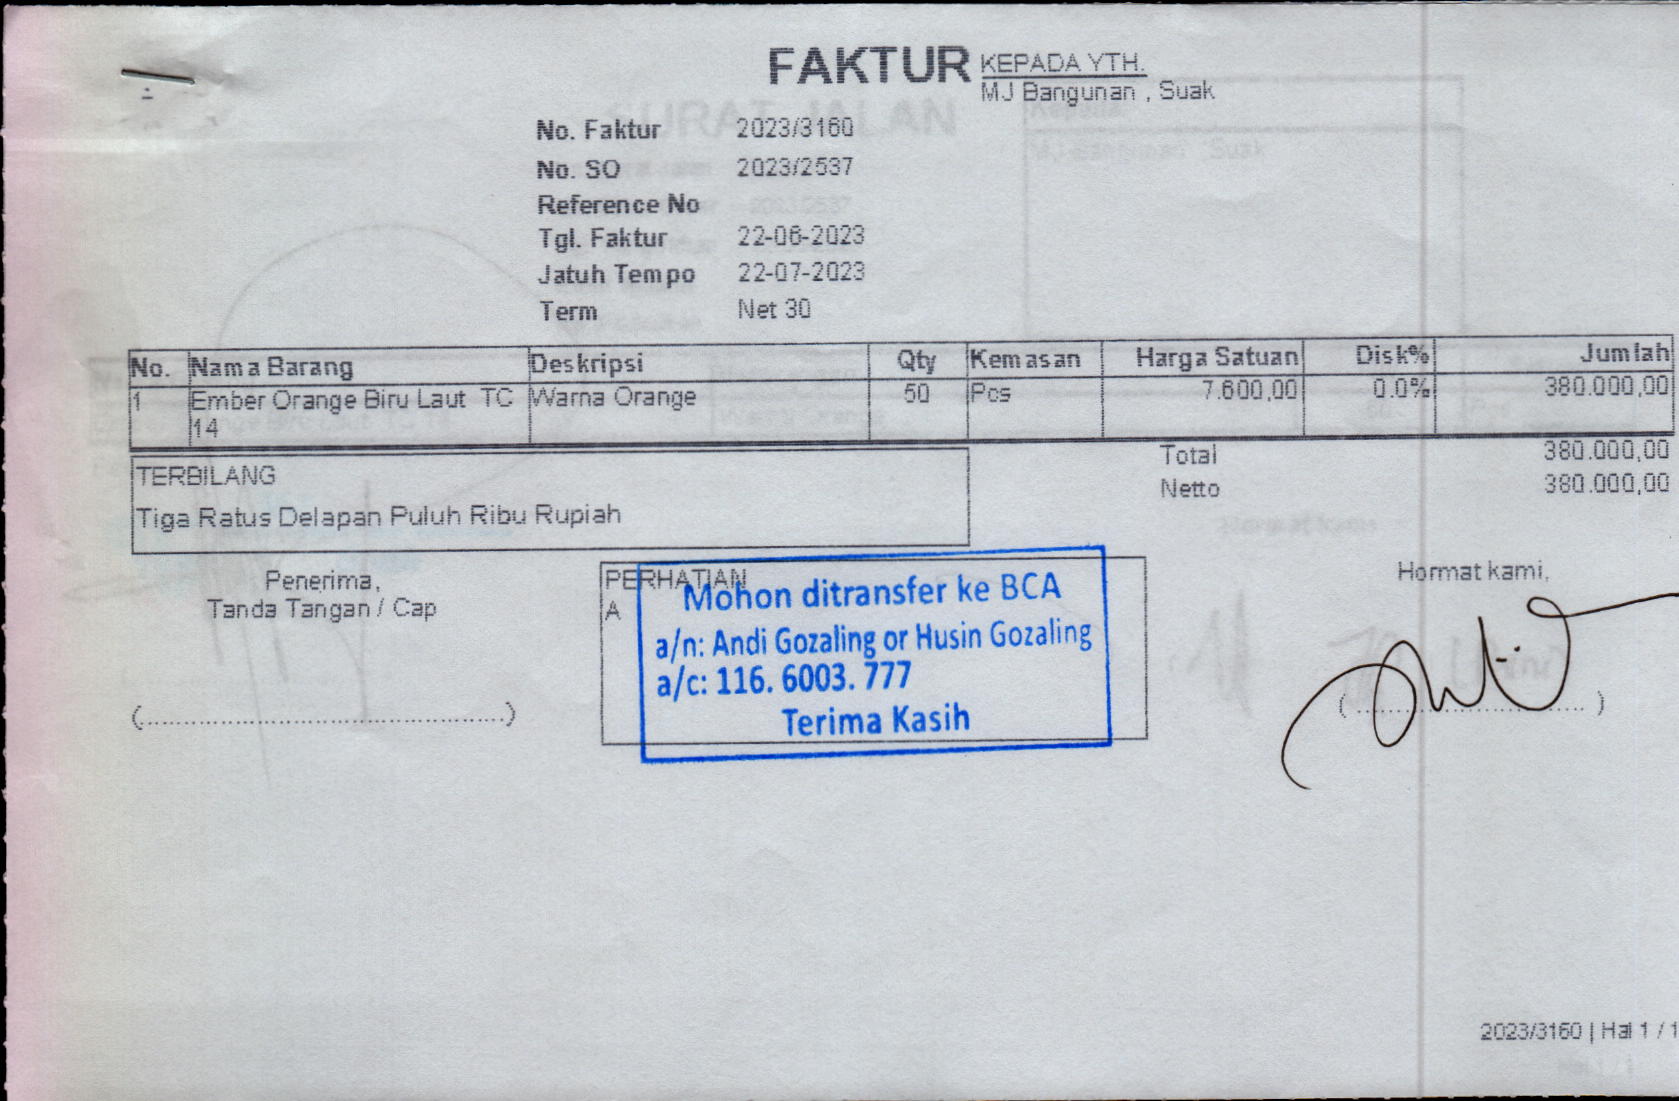 FAKTUR
KEPADA YTH.
MJ Bangunan , Suak
No. Faktur 2023/3160
No. SO 2023/2537
Reference No
Tgl. Faktur 22-06-2023
Jatuh Tempo 22-07-2023
Term Net 30
No. Nama Barang Deskripsi Qty Kemasan Harga Satuan Disk% Jumlah
1 Ember Orange Biru Laut TC Warna Orange 50 Pcs 7.600,00 0.0% 380.000,00
14
Total 380.000,00
Netto 380.000,00
TERBILANG
Tiga Ratus Delapan Puluh Ribu Rupiah
Penerima,
Tanda Tangan / Cap
(...............................................)
PERHATIAN
A
Mohon ditransfer ke BCA
a/n: Andi Gozaling or Husin Gozaling
a/c: 116. 6003. 777
Terima Kasih
Hormat kami,
(...............................)
2023/3160 | Hal 1 / 1